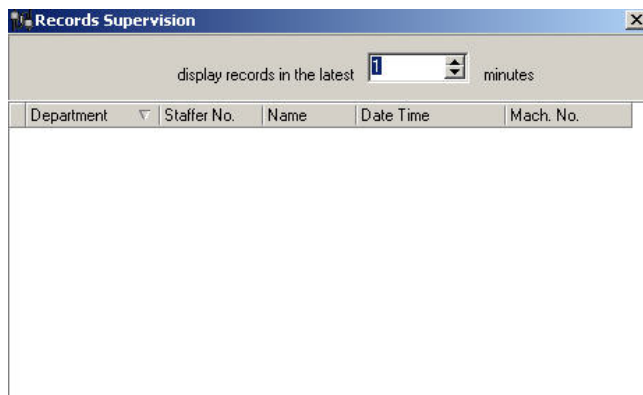 Records Supervision
display records in the latest 1 minutes
Department Staffer No. Name Date Time Mach. No.